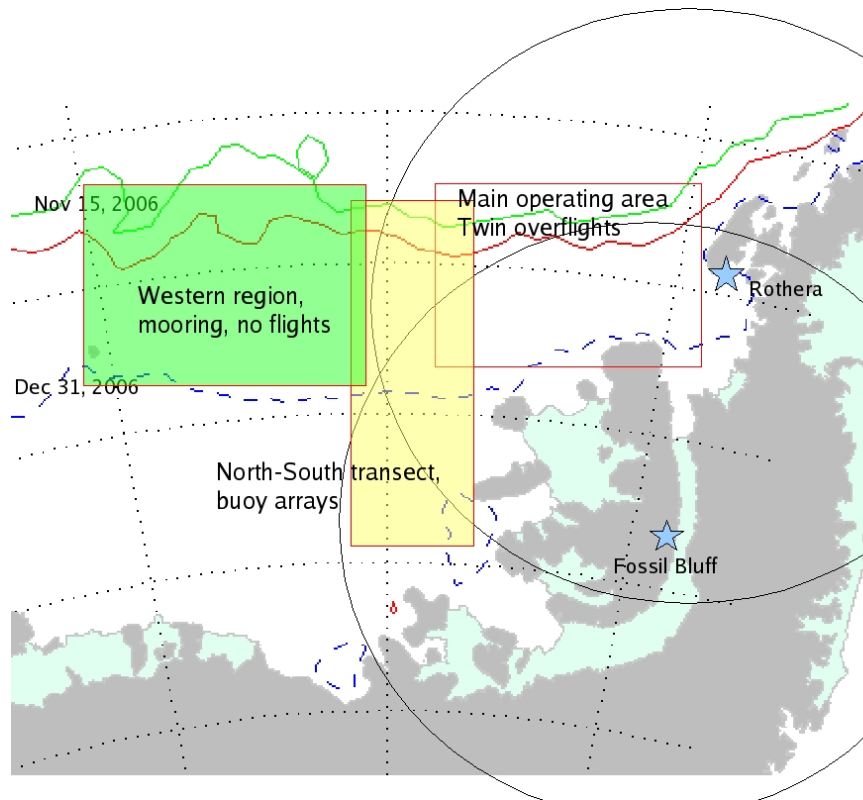 Nov 15, 2006
Main operating area
Twin overflights
Rothera
Western region,
mooring, no flights
Dec 31, 2006
North-South transect,
buoy arrays
Fossil Bluff